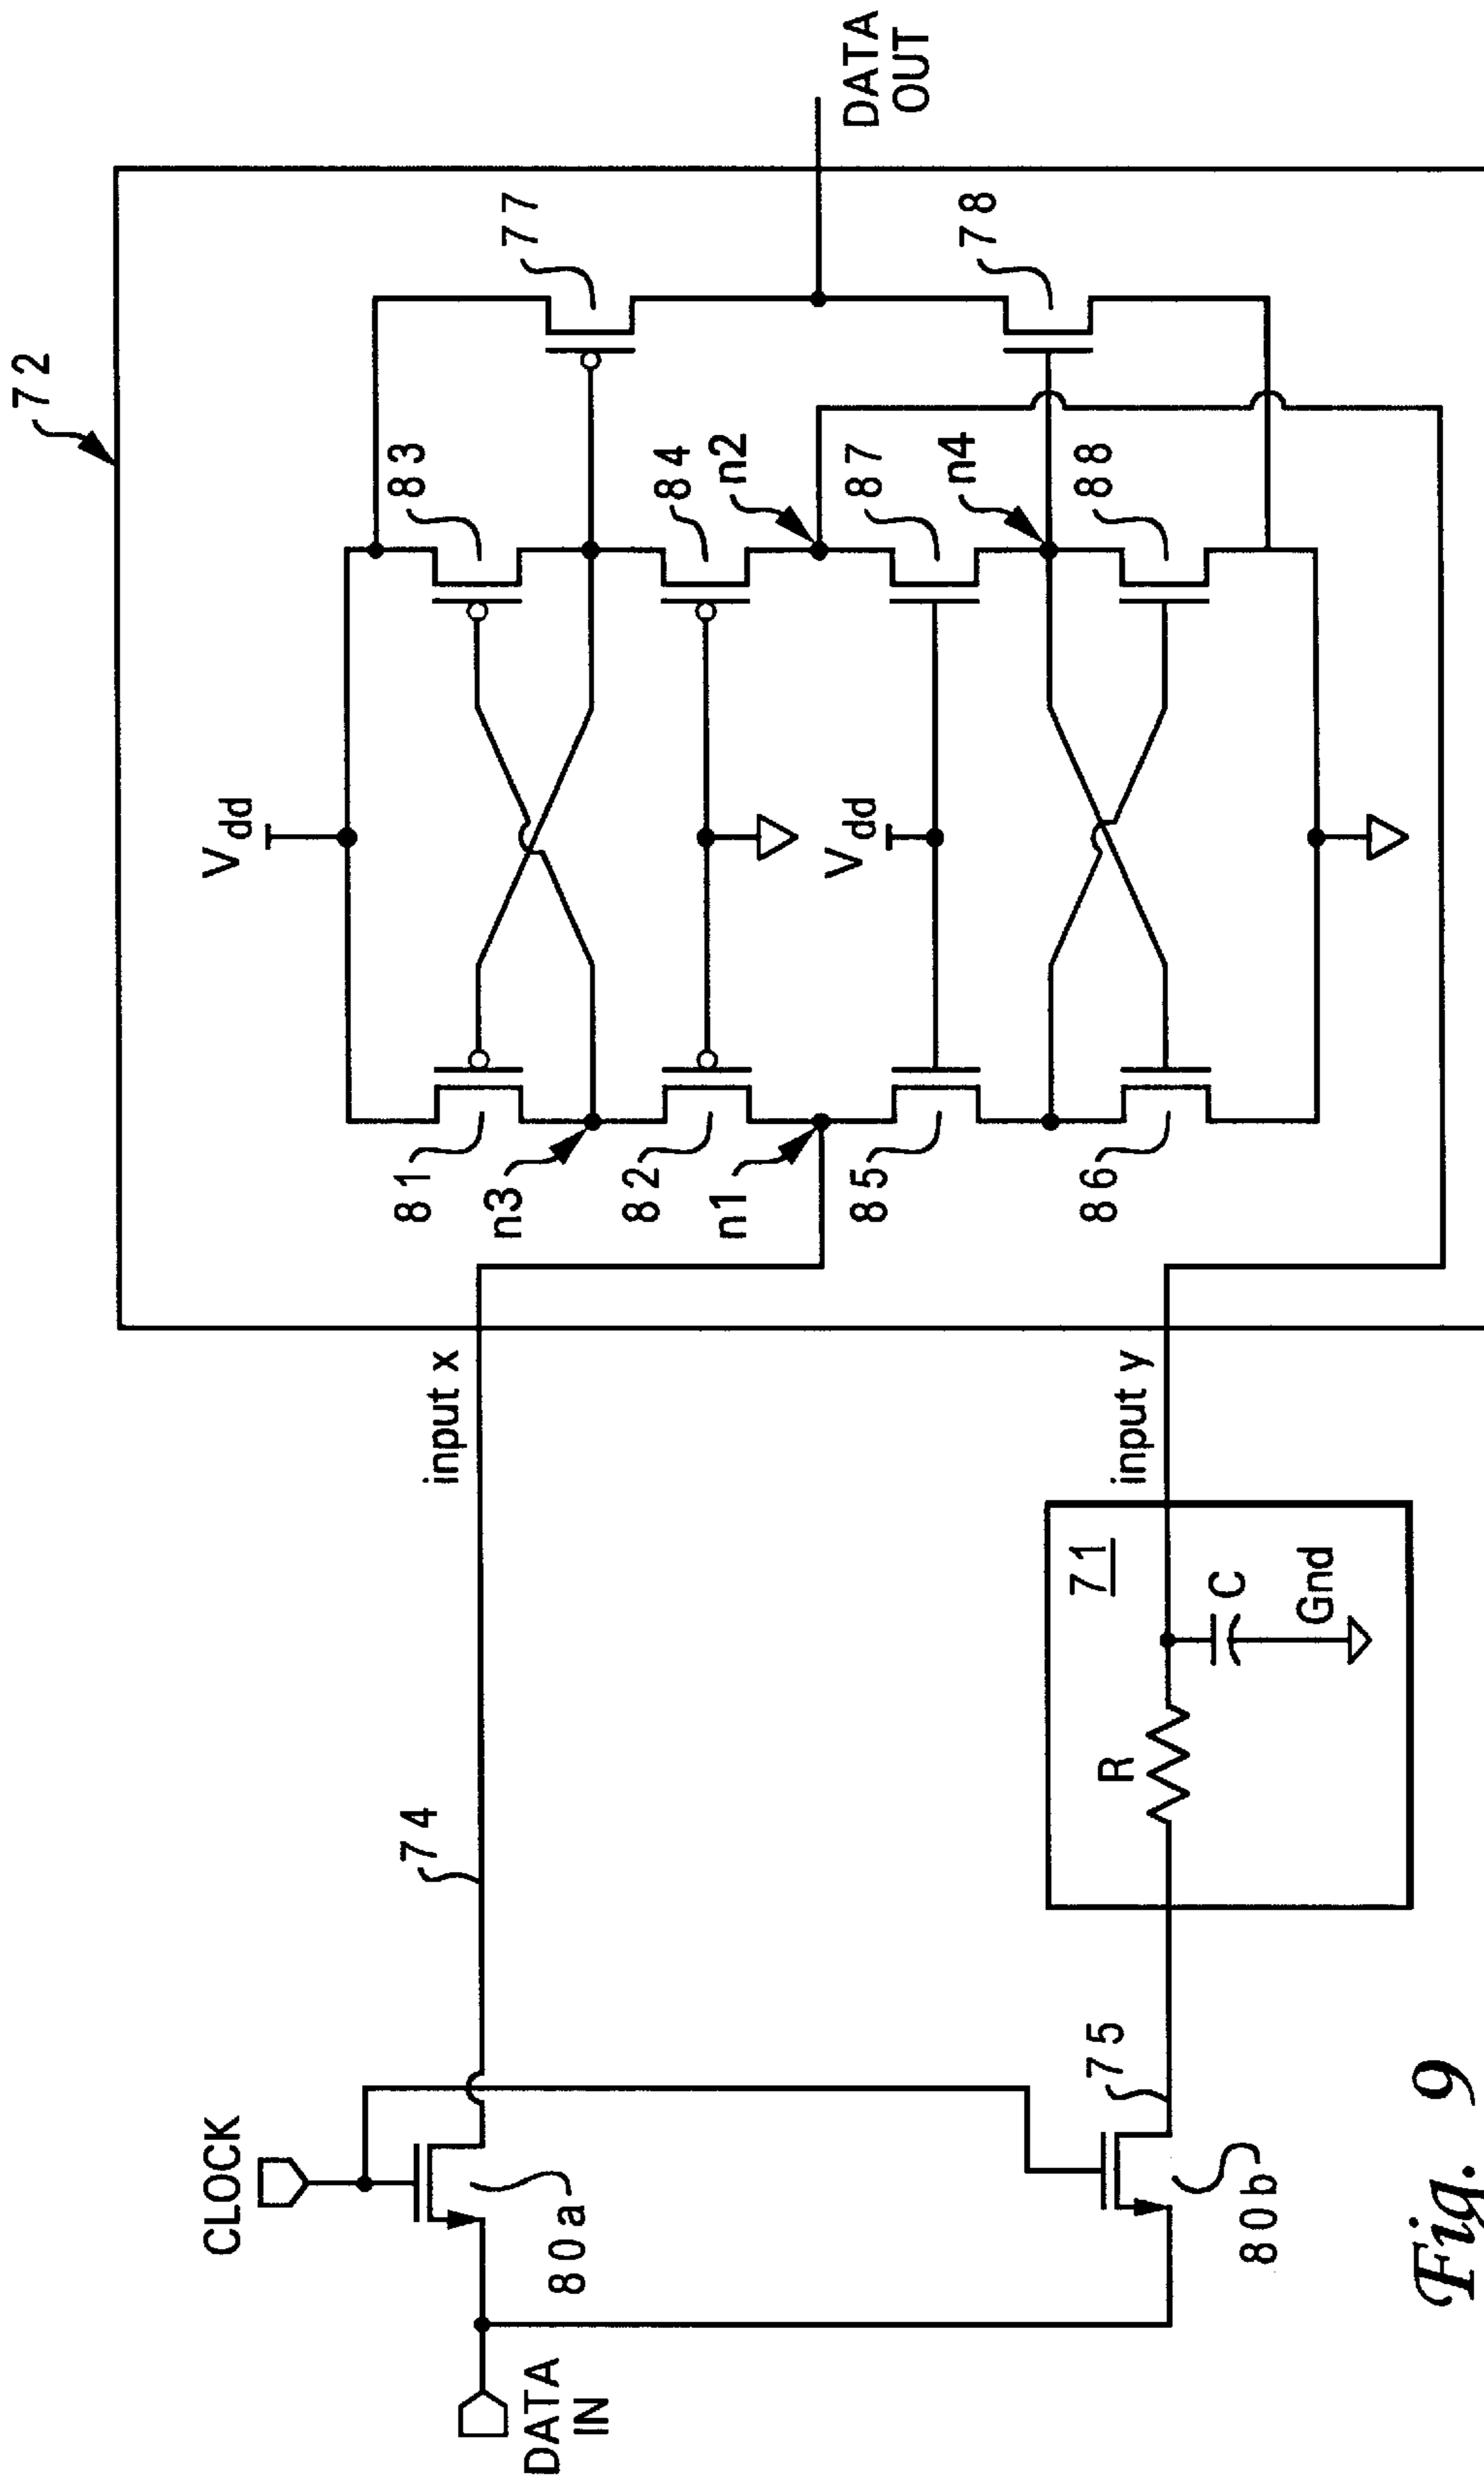 72
Vdd
83
77
81
n3
84
n2
82
n1
Vdd
87
85
n4
78
88
86
DATA
OUT
input x
input y
74
71
R
C
Gnd
75
CLOCK
80a
80b
DATA
IN
Fig. 9